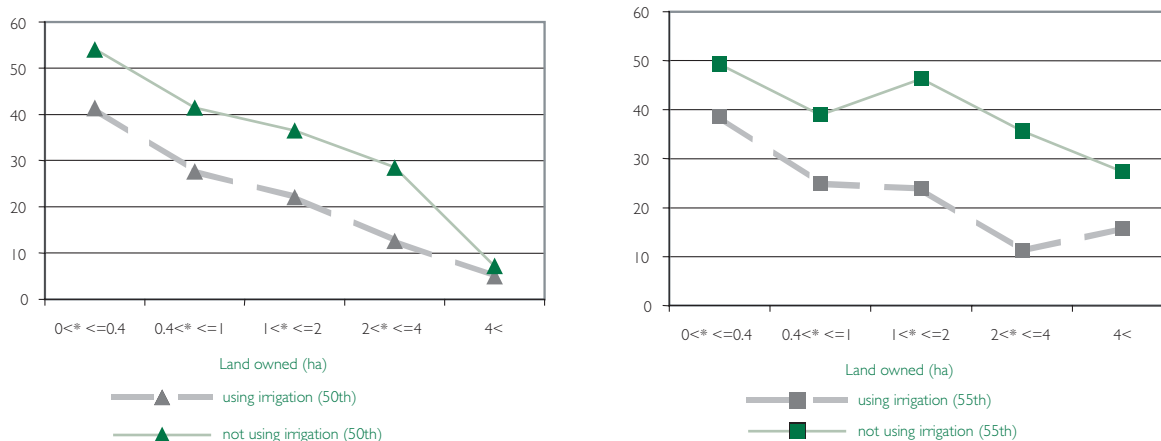 60
50
40
30
20
10
0
0<* <=0.4 0.4<* <=1 1<* <=2 2<* <=4 4<
Land owned (ha)
using irrigation (50th)
not using irrigation (50th)
60
50
40
30
20
10
0
0<* <=0.4 0.4<* <=1 1<* <=2 2<* <=4 4<
Land owned (ha)
using irrigation (55th)
not using irrigation (55th)